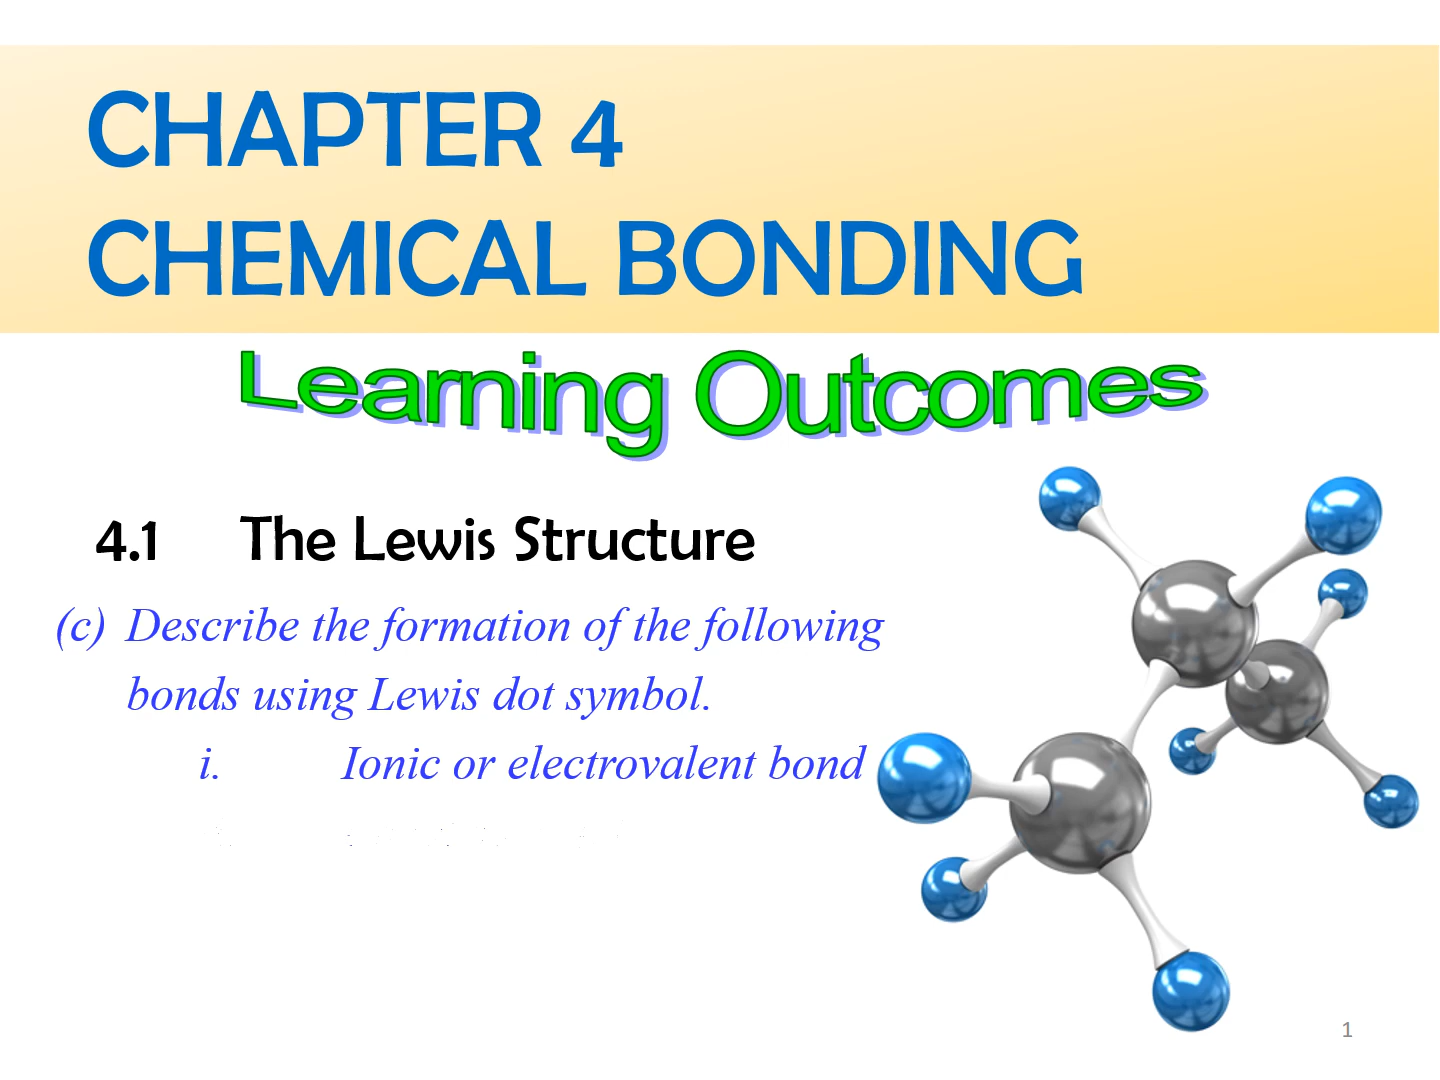 CHAPTER 4
CHEMICAL BONDING
Learning Outcomes
4.1 The Lewis Structure
(c) Describe the formation of the following
bonds using Lewis dot symbol.
i. Ionic or electrovalent bond
1